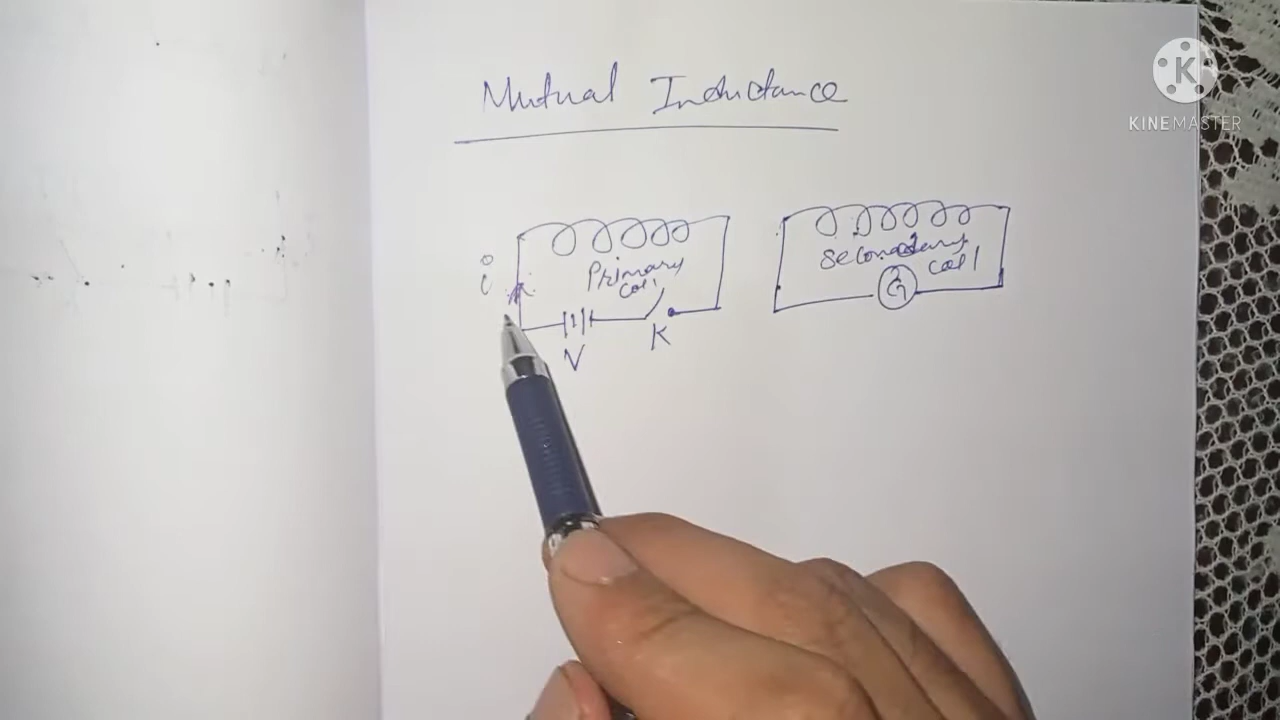 Mutual Inductance
K
KINEMASTER
i
Primary
coil
V
K
Secondary
coil
G